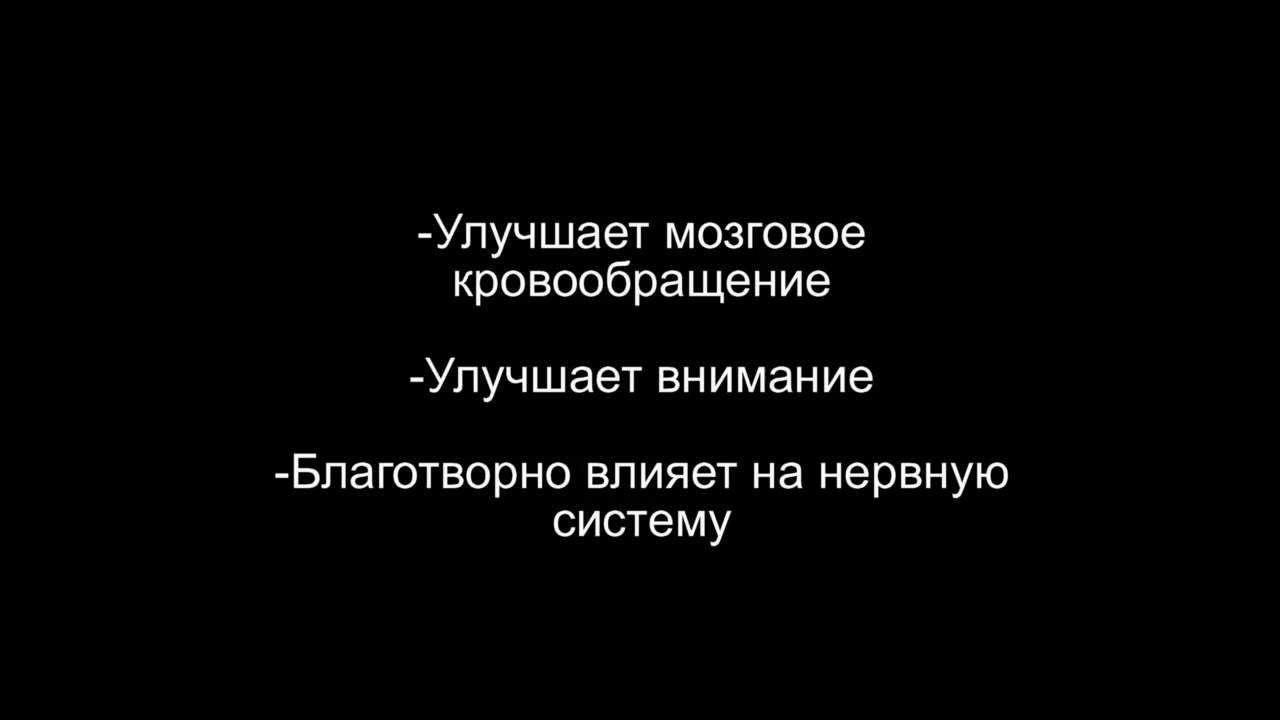 -Улучшает мозговое
кровообращение
-Улучшает внимание
-Благотворно влияет на нервную
систему